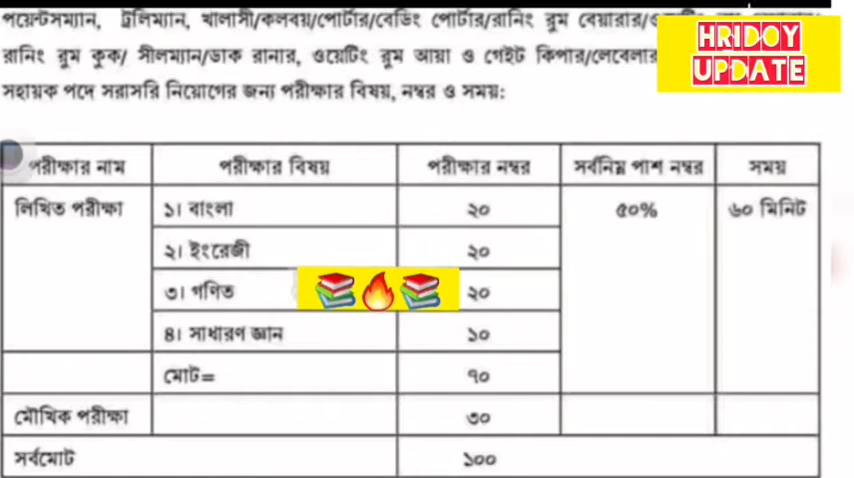 পয়েন্টসম্যান, ট্রলিম্যান, খালাসী/কলবয়/পোর্টার/বেডিং পোর্টার/রানিং রুম বেয়ারার/
রানিং রুম কুক/ সীলম্যান/ডাক রানার, ওয়েটিং রুম আয়া ও গেইট কিপার/লেবেলার
HRIDOY
UPDATE
সহায়ক পদে সরাসরি নিয়োগের জন্য পরীক্ষার বিষয়, নম্বর ও সময়:
পরীক্ষার নাম পরীক্ষার বিষয় পরীক্ষার নম্বর সর্বনিম্ন পাশ নম্বর সময়
লিখিত পরীক্ষা ১। বাংলা ২০ ৫০% ৬০ মিনিট
২। ইংরেজী ২০
৩। গণিত ২০
৪। সাধারণ জ্ঞান ১০
মোট= ৭০
মৌখিক পরীক্ষা ৩০
সর্বমোট ১০০